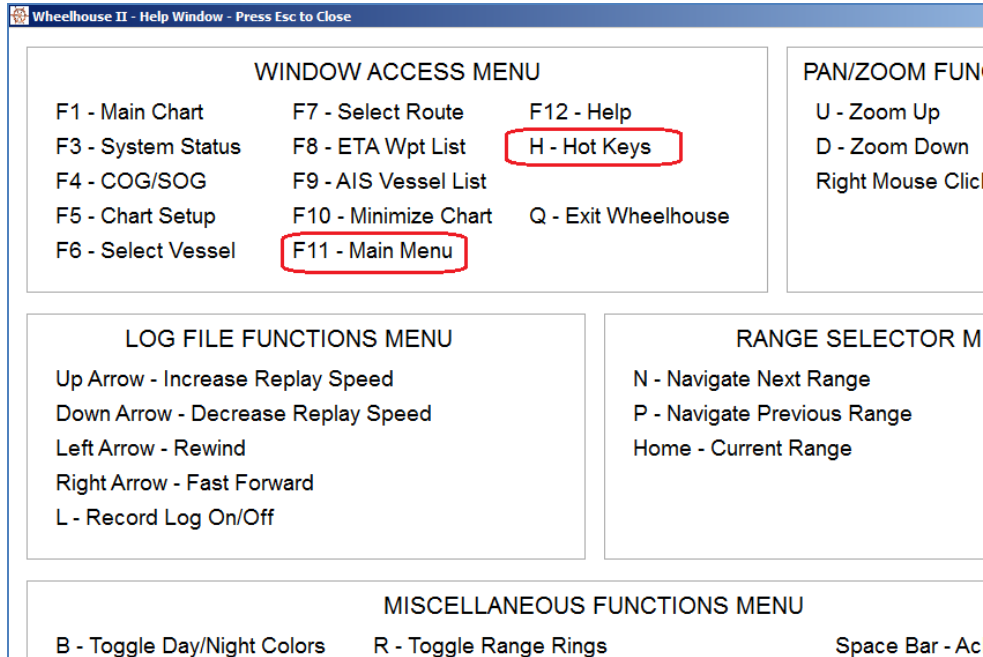 Wheelhouse II - Help Window - Press Esc to Close
WINDOW ACCESS MENU
F1 - Main Chart F7 - Select Route F12 - Help
F3 - System Status F8 - ETA Wpt List H - Hot Keys
F4 - COG/SOG F9 - AIS Vessel List
F5 - Chart Setup F10 - Minimize Chart Q - Exit Wheelhouse
F6 - Select Vessel F11 - Main Menu
PAN/ZOOM
U - Zoom Up
D - Zoom Down
Right Mouse
LOG FILE FUNCTIONS MENU
Up Arrow - Increase Replay Speed
Down Arrow - Decrease Replay Speed
Left Arrow - Rewind
Right Arrow - Fast Forward
L - Record Log On/Off
RANGE SELECTOR
N - Navigate Next Range
P - Navigate Previous Range
Home - Current Range
MISCELLANEOUS FUNCTIONS MENU
B - Toggle Day/Night Colors R - Toggle Range Rings Space Bar -